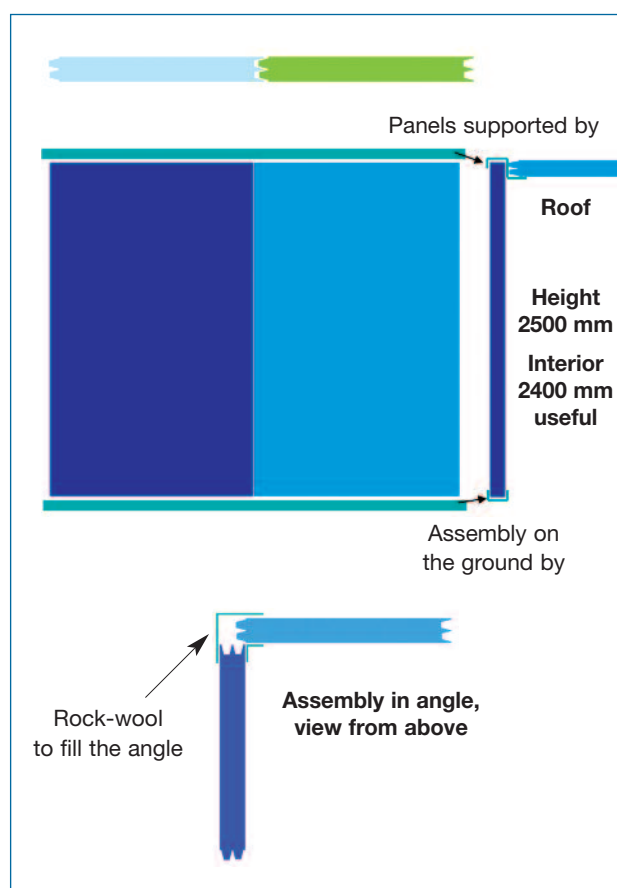 Panels supported by
Roof
Height
2500 mm
Interior
2400 mm
useful
Assembly on
the ground by
Rock-wool
to fill the angle
Assembly in angle,
view from above